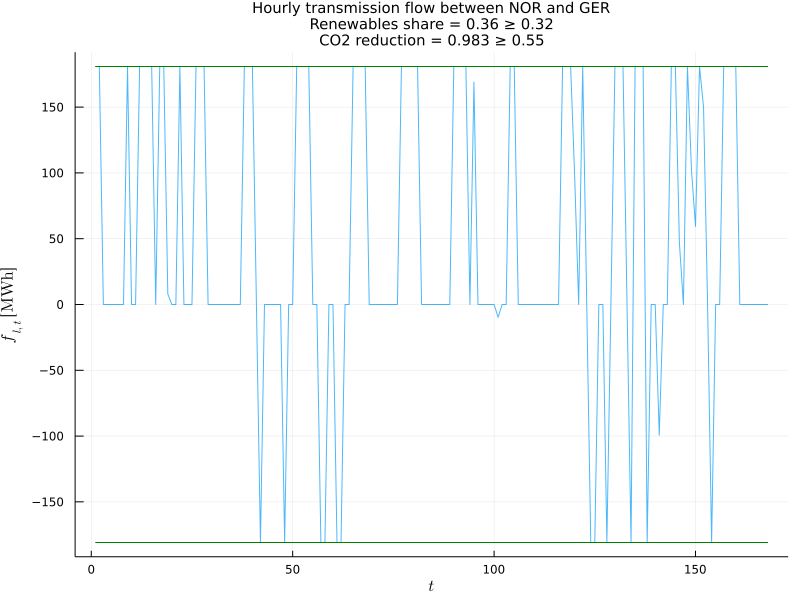 Hourly transmission flow between NOR and GER
Renewables share = 0.36 ≥ 0.32
CO2 reduction = 0.983 ≥ 0.55
150
100
50
0
−50
−100
−150
f_{l,t} [MWh]
0 50 100 150
t